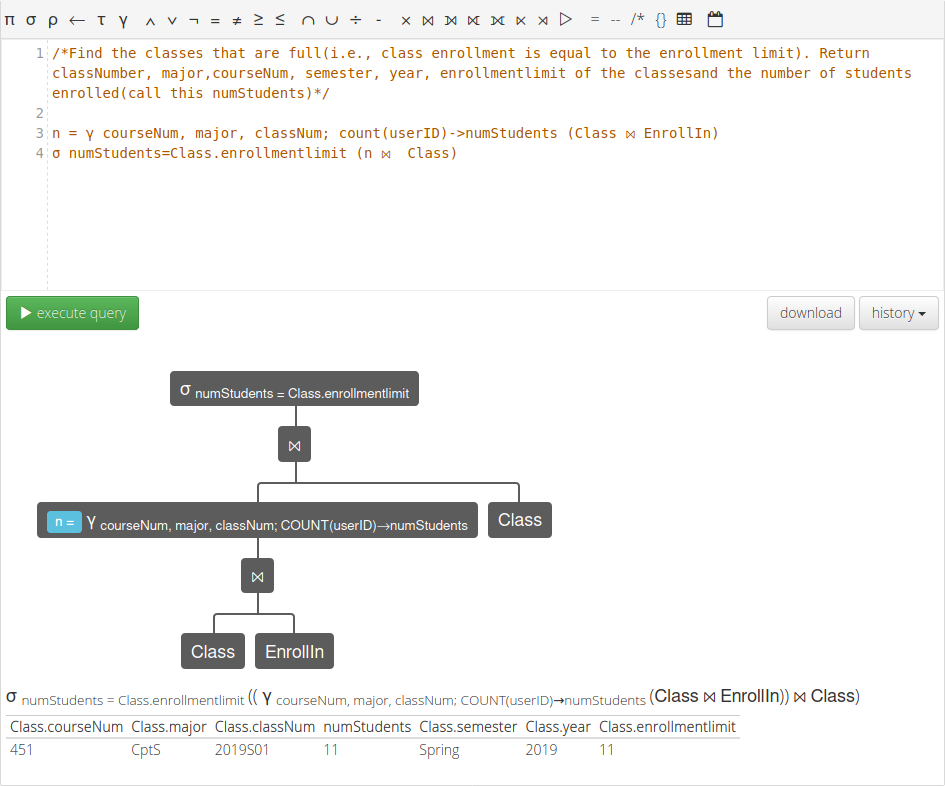 π σ ρ ← τ γ ∧ ∨ ¬ = ≠ ≥ ≤ ∩ ∪ ÷ - × ⋈ ⟕ ⟖ ⟗ ⋉ ⋊ ▷ = -- /* {}
1 /*Find the classes that are full(i.e., class enrollment is equal to the enrollment limit). Return
classNumber, major,courseNum, semester, year, enrollmentlimit of the classesand the number of students
enrolled(call this numStudents)*/
2
3 n = γ courseNum, major, classNum; count(userID)->numStudents (Class ⋈ EnrollIn)
4 σ numStudents=Class.enrollmentlimit (n ⋈  Class)
▶ execute query download history
σ numStudents = Class.enrollmentlimit
⋈
n = γ courseNum, major, classNum; COUNT(userID)→numStudents Class
⋈
Class EnrollIn
σ numStudents = Class.enrollmentlimit (( γ courseNum, major, classNum; COUNT(userID)→numStudents (Class ⋈ EnrollIn)) ⋈ Class)
Class.courseNum Class.major Class.classNum numStudents Class.semester Class.year Class.enrollmentlimit
451 CptS 2019S01 11 Spring 2019 11